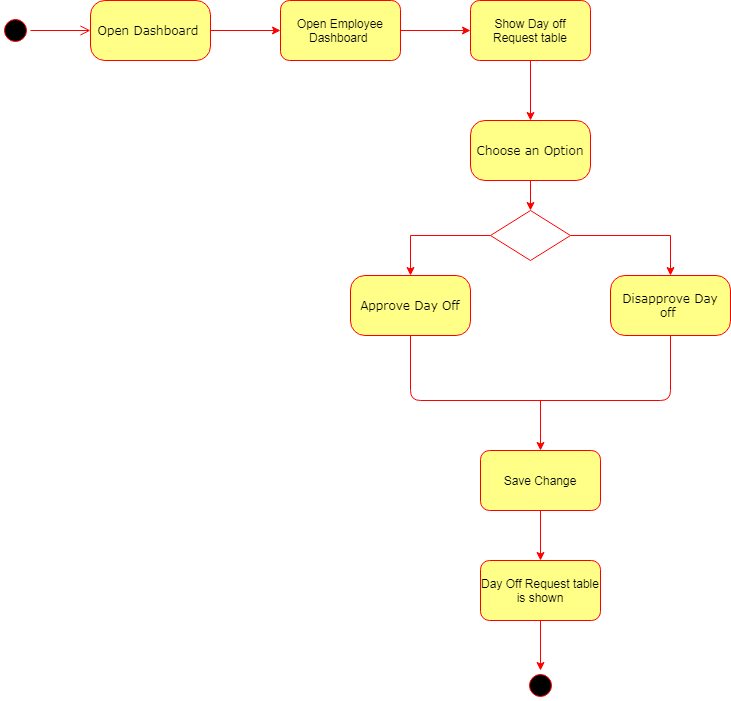 Open Dashboard
Open Employee
Dashboard
Show Day off
Request table
Choose an Option
Approve Day Off
Disapprove Day
off
Save Change
Day Off Request table
is shown